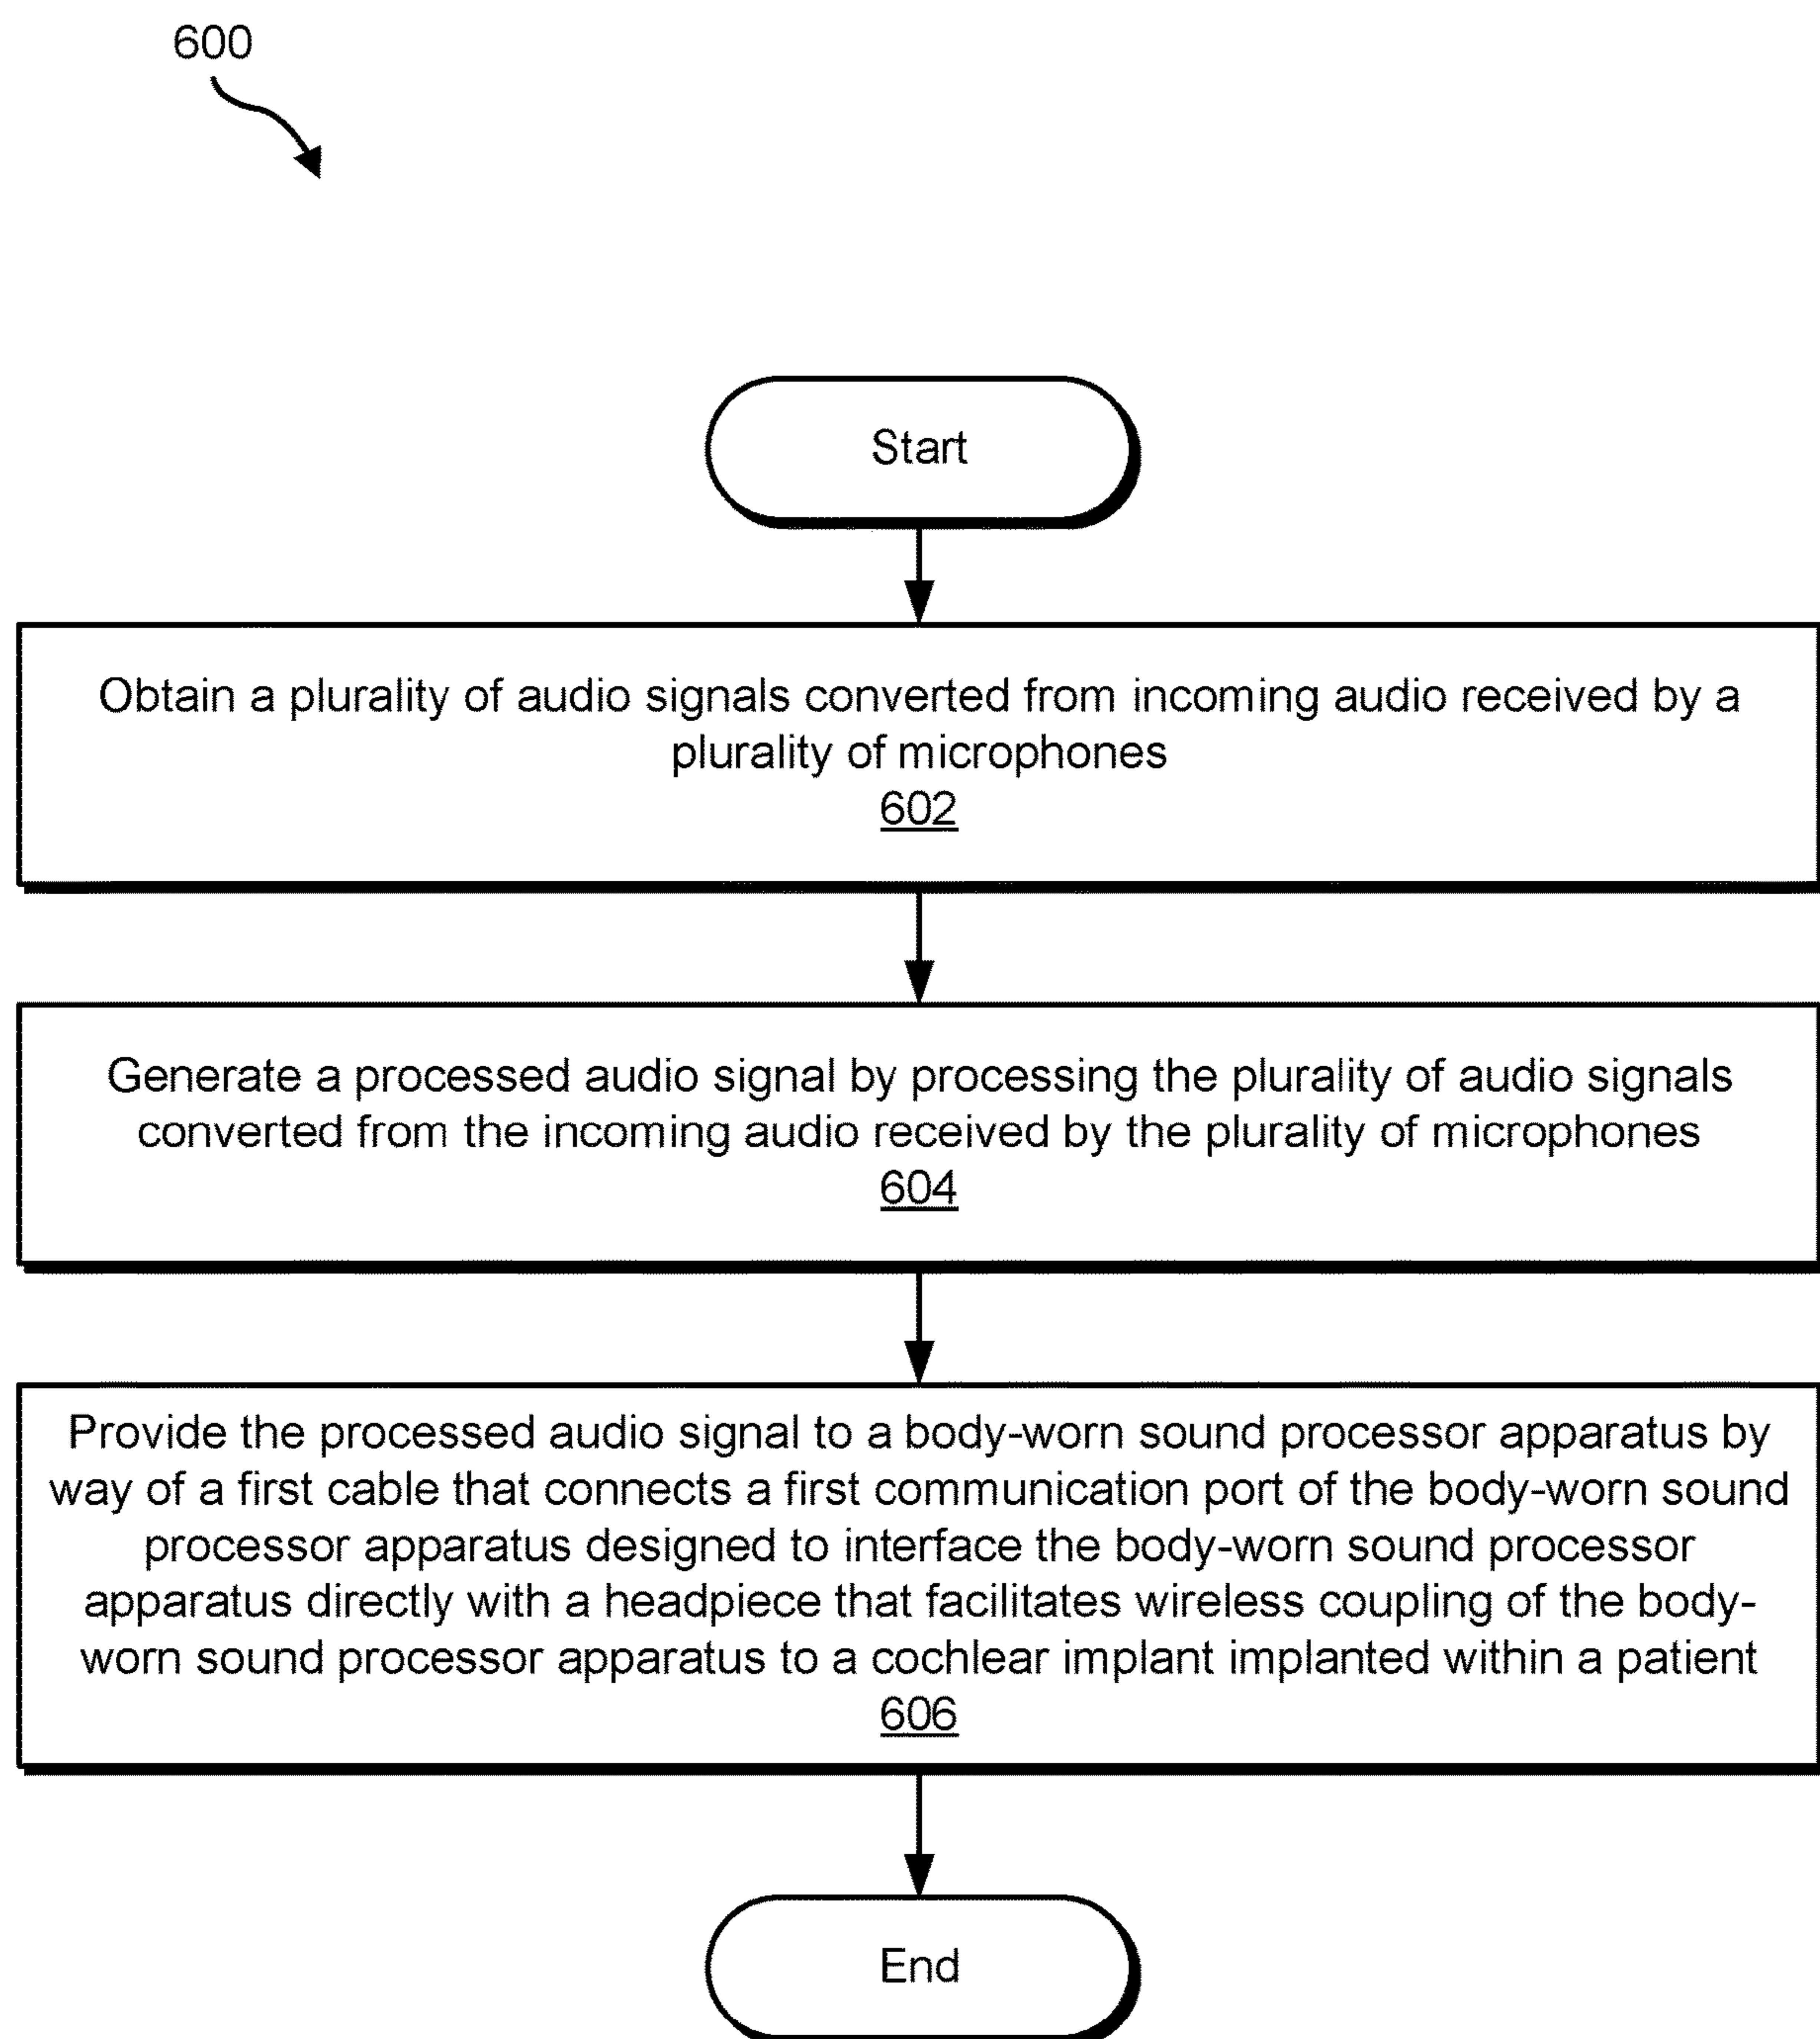 600
Start
Obtain a plurality of audio signals converted from incoming audio received by a
plurality of microphones
602
Generate a processed audio signal by processing the plurality of audio signals
converted from the incoming audio received by the plurality of microphones
604
Provide the processed audio signal to a body-worn sound processor apparatus by
way of a first cable that connects a first communication port of the body-worn sound
processor apparatus designed to interface the body-worn sound processor
apparatus directly with a headpiece that facilitates wireless coupling of the body-
worn sound processor apparatus to a cochlear implant implanted within a patient
606
End